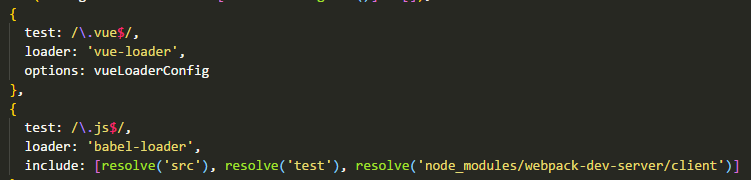 {
test: /\.vue$/,
loader: 'vue-loader',
options: vueLoaderConfig
},
{
test: /\.js$/,
loader: 'babel-loader',
include: [resolve('src'), resolve('test'), resolve('node_modules/webpack-dev-server/client')]